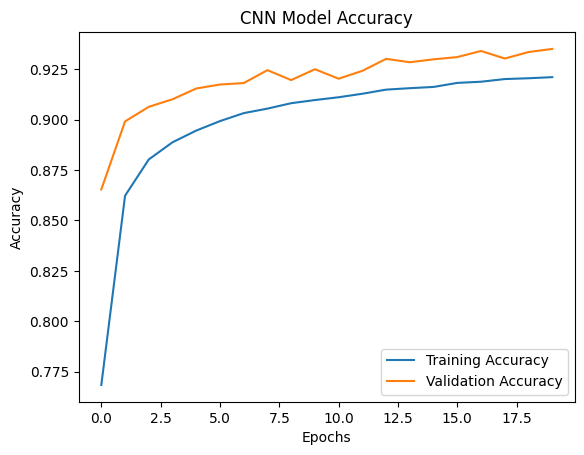 CNN Model Accuracy
0.925
0.900
0.875
0.850
0.825
0.800
0.775
Accuracy
Training Accuracy
Validation Accuracy
0.0 2.5 5.0 7.5 10.0 12.5 15.0 17.5
Epochs